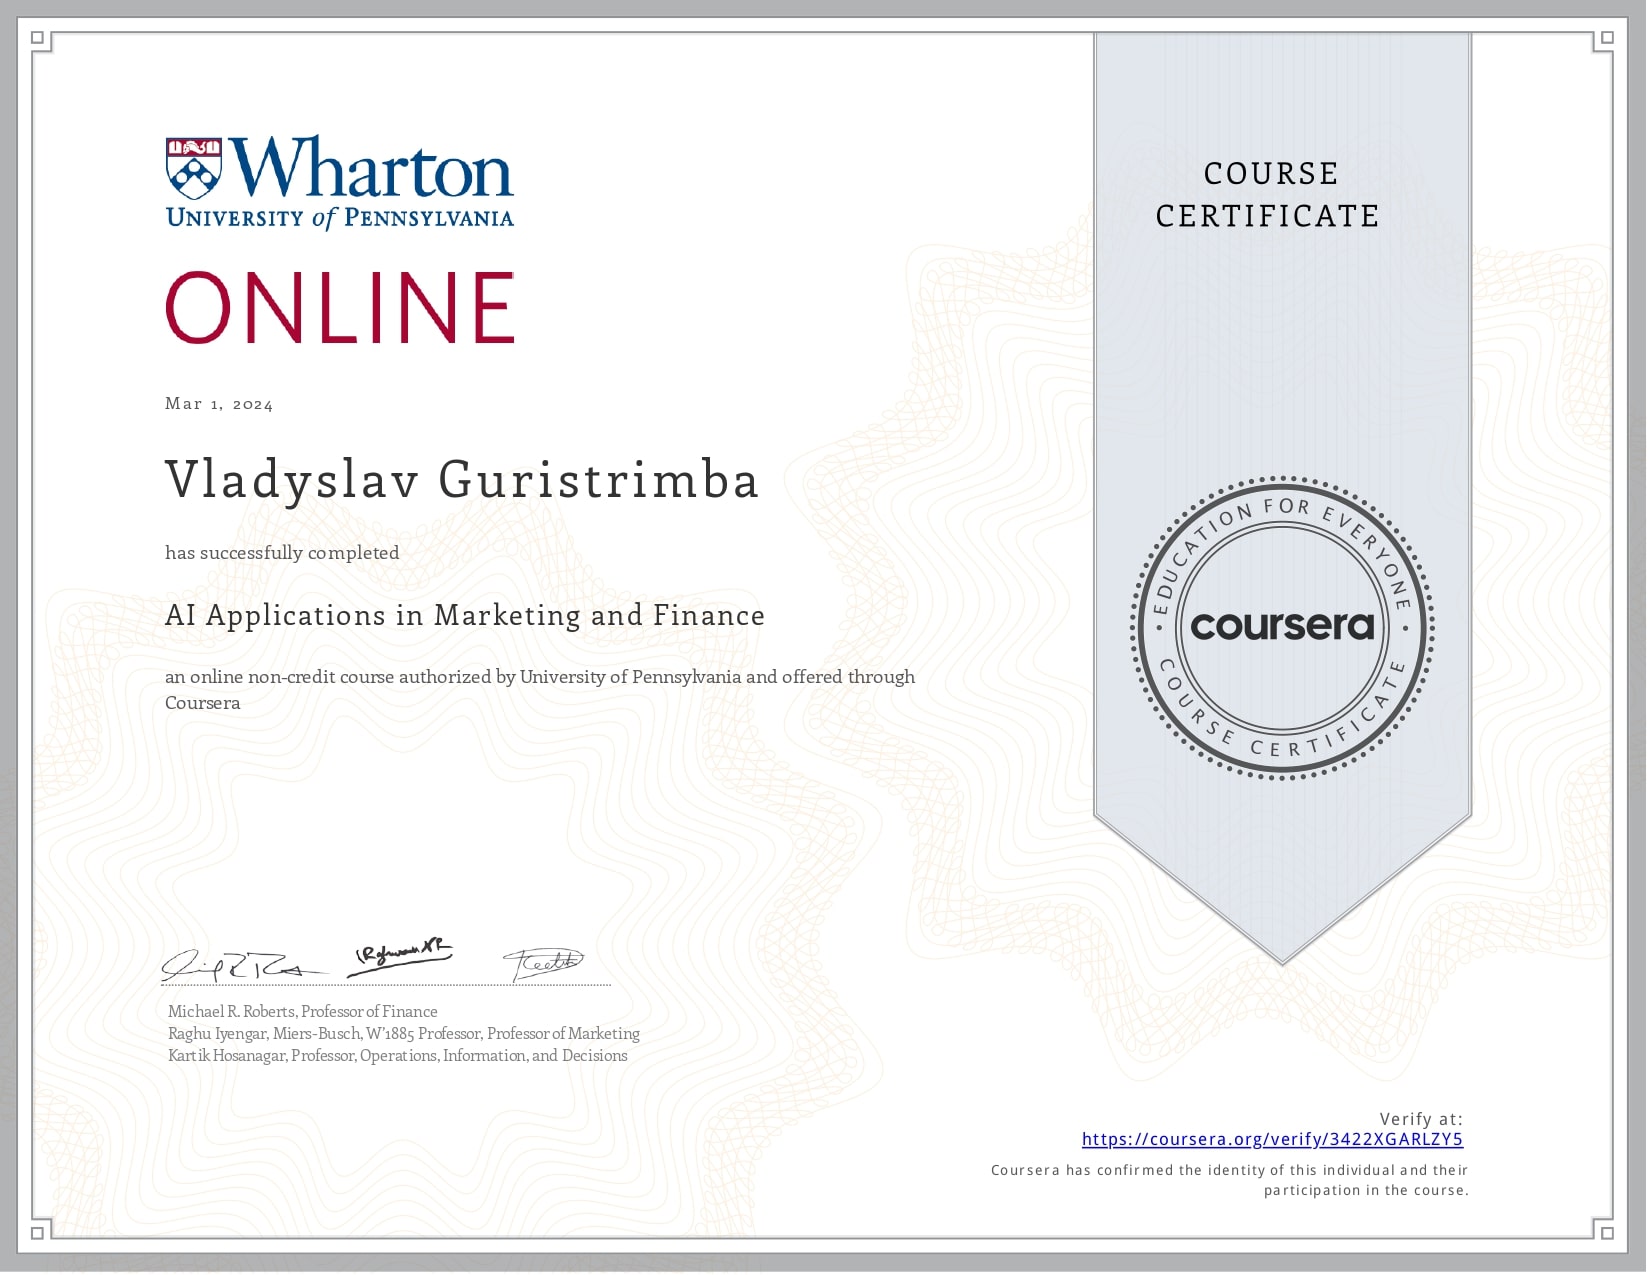 Wharton
UNIVERSITY of PENNSYLVANIA
ONLINE
Mar 1, 2024
Vladyslav Guristrimba
has successfully completed
AI Applications in Marketing and Finance
an online non-credit course authorized by University of Pennsylvania and offered through
Coursera
Michael R. Roberts, Professor of Finance
Raghu Iyengar, Miers-Busch, W'1885 Professor, Professor of Marketing
Kartik Hosanagar, Professor, Operations, Information, and Decisions
COURSE
CERTIFICATE
EDUCATION FOR EVERYONE
coursera
COURSE CERTIFICATE
Verify at:
https://coursera.org/verify/3422XGARLZY5
Coursera has confirmed the identity of this individual and their
participation in the course.